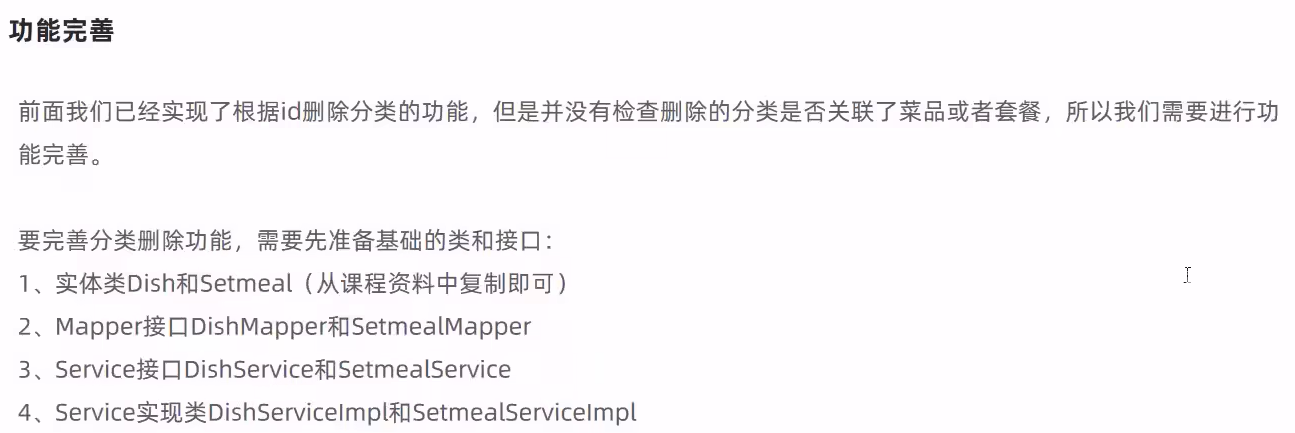 功能完善
前面我们已经实现了根据id删除分类的功能，但是并没有检查删除的分类是否关联了菜品或者套餐，所以我们需要进行功
能完善。
要完善分类删除功能，需要先准备基础的类和接口：
1、实体类Dish和Setmeal（从课程资料中复制即可）
2、Mapper接口DishMapper和SetmealMapper
3、Service接口DishService和SetmealService
4、Service实现类DishServiceImpl和SetmealServiceImpl